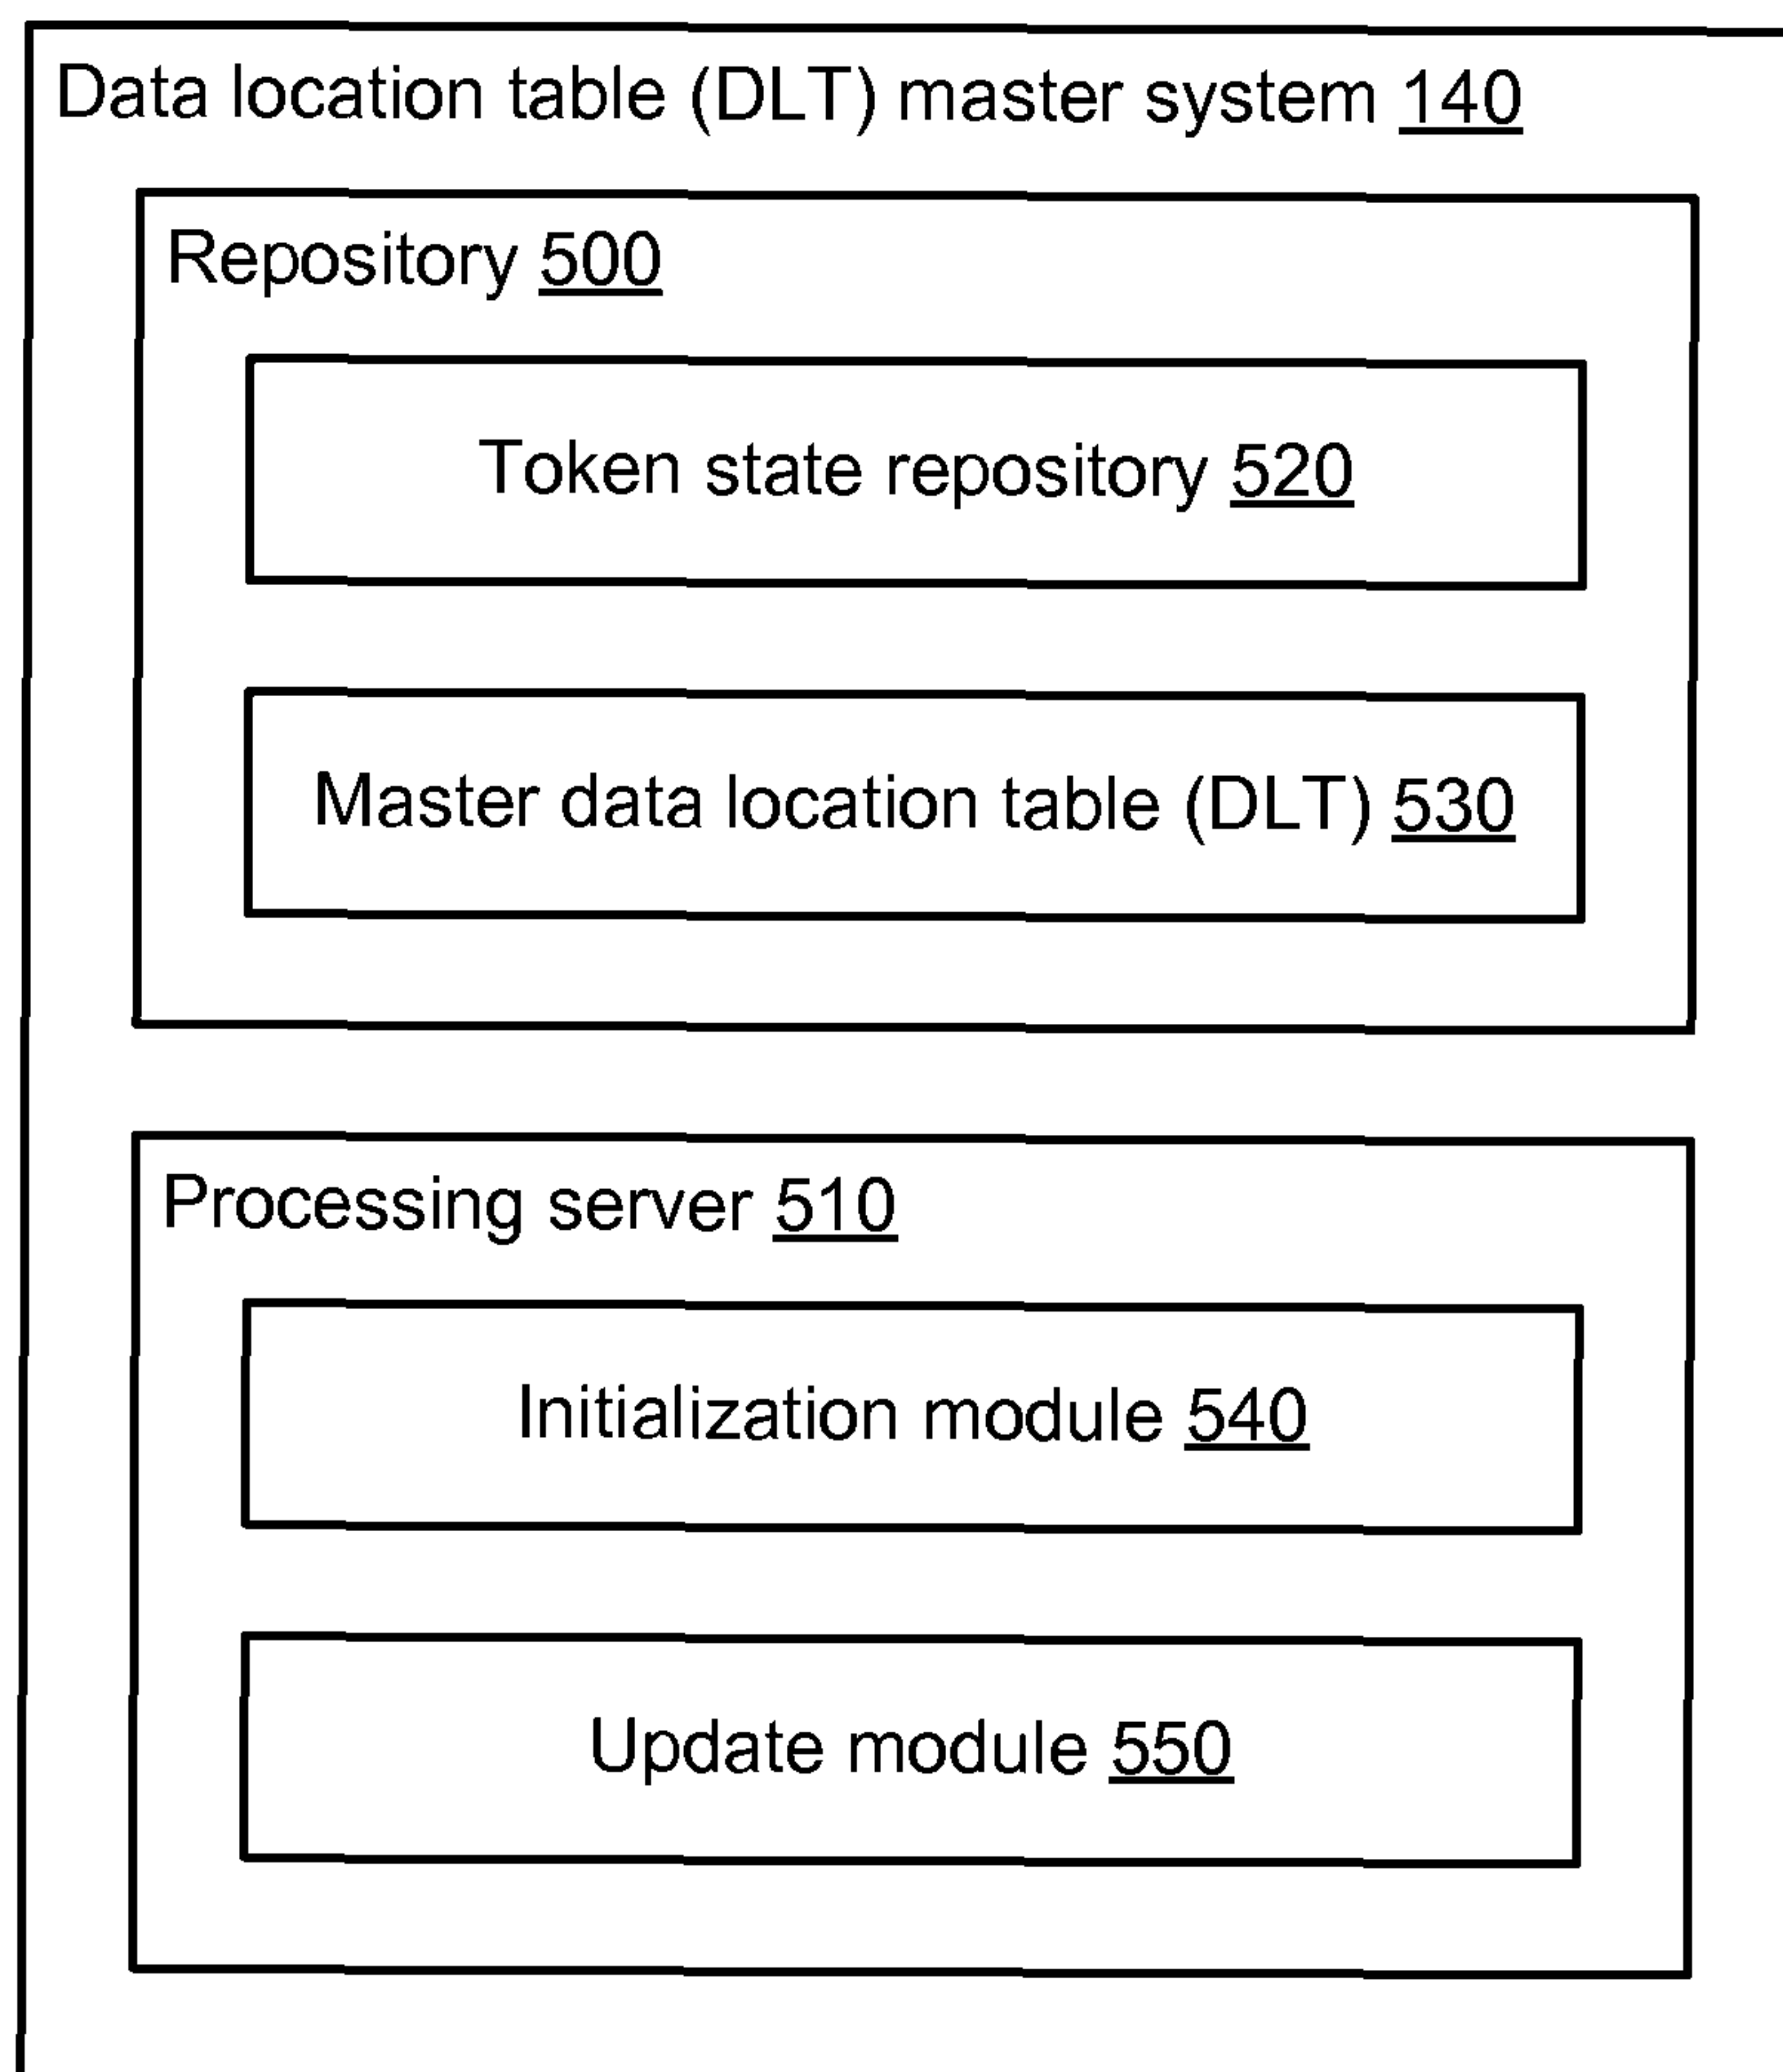 Data location table (DLT) master system 140
Repository 500
Token state repository 520
Master data location table (DLT) 530
Processing server 510
Initialization module 540
Update module 550